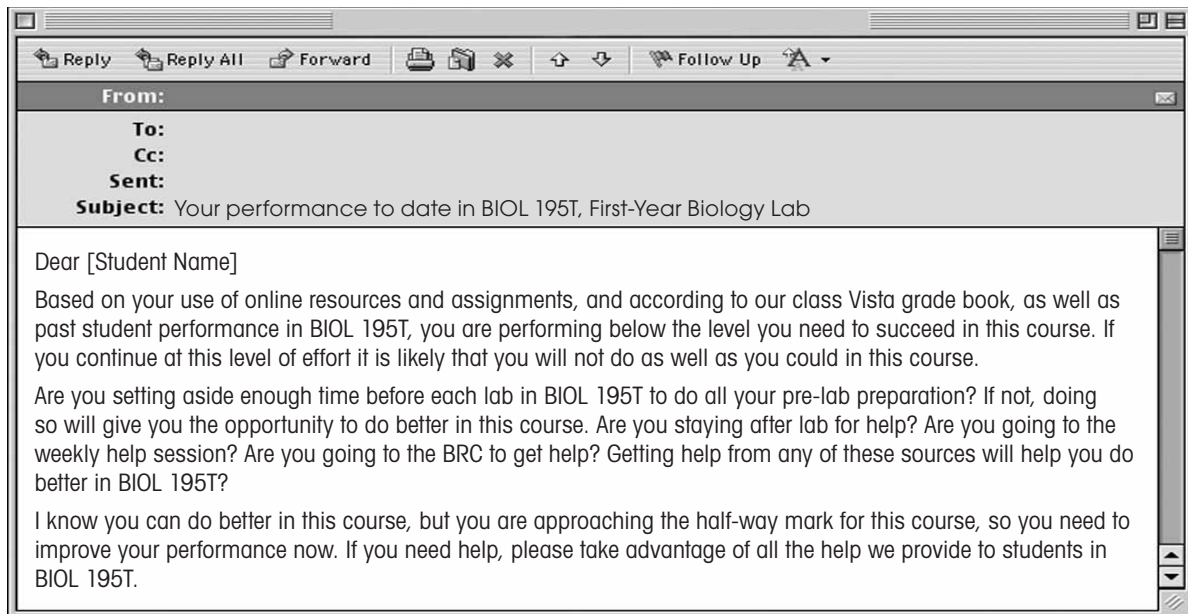 Reply Reply All Forward Follow Up A
From:
To:
Cc:
Sent:
Subject: Your performance to date in BIOL 195T, First-Year Biology Lab
Dear [Student Name]
Based on your use of online resources and assignments, and according to our class Vista grade book, as well as
past student performance in BIOL 195T, you are performing below the level you need to succeed in this course. If
you continue at this level of effort it is likely that you will not do as well as you could in this course.
Are you setting aside enough time before each lab in BIOL 195T to do all your pre-lab preparation? If not, doing
so will give you the opportunity to do better in this course. Are you staying after lab for help? Are you going to the
weekly help session? Are you going to the BRC to get help? Getting help from any of these sources will help you do
better in BIOL 195T?
I know you can do better in this course, but you are approaching the half-way mark for this course, so you need to
improve your performance now. If you need help, please take advantage of all the help we provide to students in
BIOL 195T.